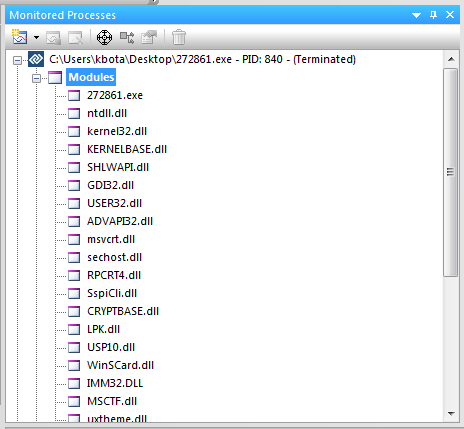 Monitored Processes
C:\Users\kbota\Desktop\272861.exe - PID: 840 - (Terminated)
Modules
272861.exe
ntdll.dll
kernel32.dll
KERNELBASE.dll
SHLWAPI.dll
GDI32.dll
USER32.dll
ADVAPI32.dll
msvcrt.dll
sechost.dll
RPCRT4.dll
SspiCli.dll
CRYPTBASE.dll
LPK.dll
USP10.dll
WinSCard.dll
IMM32.DLL
MSCTF.dll
uxtheme.dll